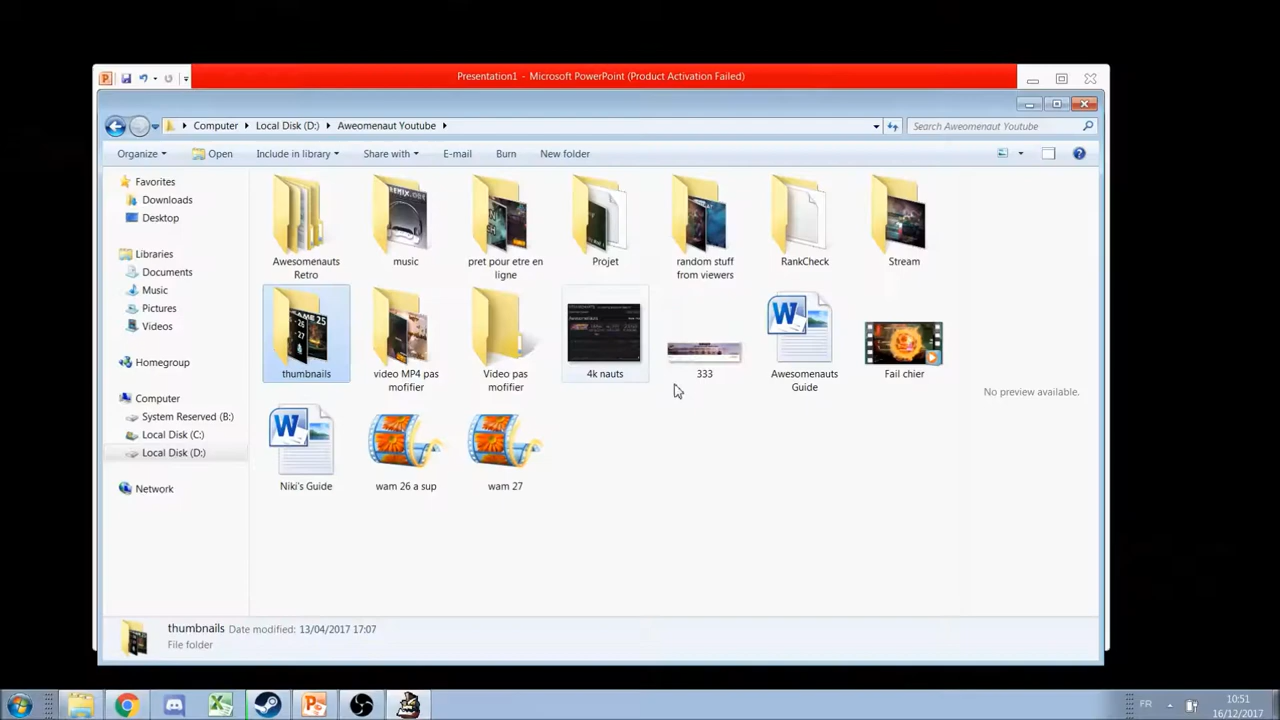 Presentation1 - Microsoft PowerPoint (Product Activation Failed)
Computer Local Disk (D:) Aweomenaut Youtube
Search Aweomenaut Youtube
Organize Open Include in library Share with E-mail Burn New folder
Favorites
Downloads
Desktop
Libraries
Documents
Music
Pictures
Videos
Homegroup
Computer
System Reserved (B:)
Local Disk (C:)
Local Disk (D:)
Network
Awesomenauts
Retro
music
pret pour etre en
ligne
Projet
random stuff
from viewers
RankCheck
Stream
thumbnails
video MP4 pas
mofifier
Video pas
mofifier
4k nauts
333
Awesomenauts
Guide
Fail chier
Niki's Guide
wam 26 a sup
wam 27
No preview available.
thumbnails Date modified: 13/04/2017 17:07
File folder
FR
10:51
16/12/2017